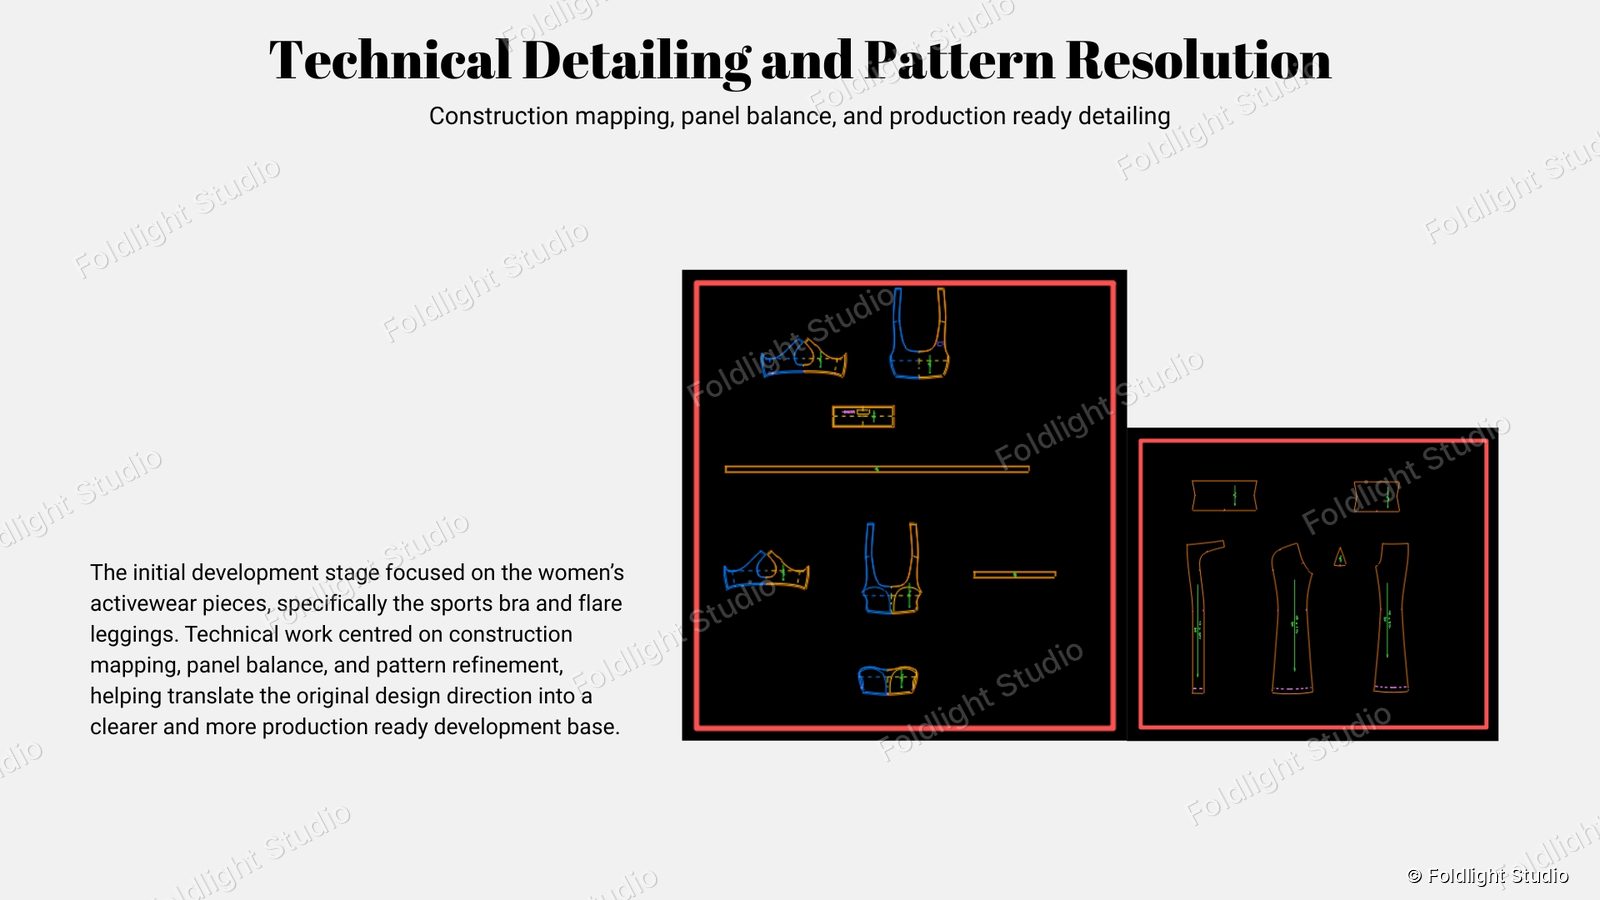 Technical Detailing and Pattern Resolution
Construction mapping, panel balance, and production ready detailing
The initial development stage focused on the women’s
activewear pieces, specifically the sports bra and flare
leggings. Technical work centred on construction
mapping, panel balance, and pattern refinement,
helping translate the original design direction into a
clearer and more production ready development base.
© Foldlight Studio
Foldlight Studio